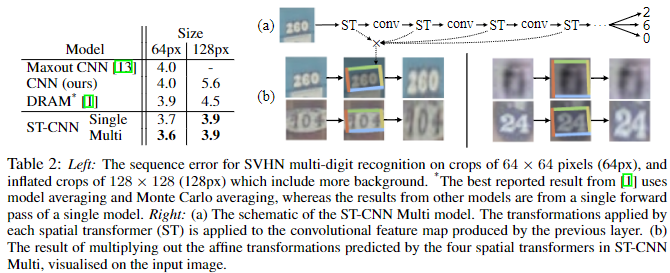 Size
Model 64px 128px
Maxout CNN [13] 4.0 -
CNN (ours) 4.0 5.6
DRAM* [1] 3.9 4.5
ST-CNN Single 3.7 3.9
Multi 3.6 3.9
(a) 260 ST conv ST conv ST conv ST 2 6 0
(b) 260 260 260
104 104 104 24 24 24
Table 2: Left: The sequence error for SVHN multi-digit recognition on crops of 64 × 64 pixels (64px), and
inflated crops of 128 × 128 (128px) which include more background. *The best reported result from [1] uses
model averaging and Monte Carlo averaging, whereas the results from other models are from a single forward
pass of a single model. Right: (a) The schematic of the ST-CNN Multi model. The transformations applied by
each spatial transformer (ST) is applied to the convolutional feature map produced by the previous layer. (b)
The result of multiplying out the affine transformations predicted by the four spatial transformers in ST-CNN
Multi, visualised on the input image.